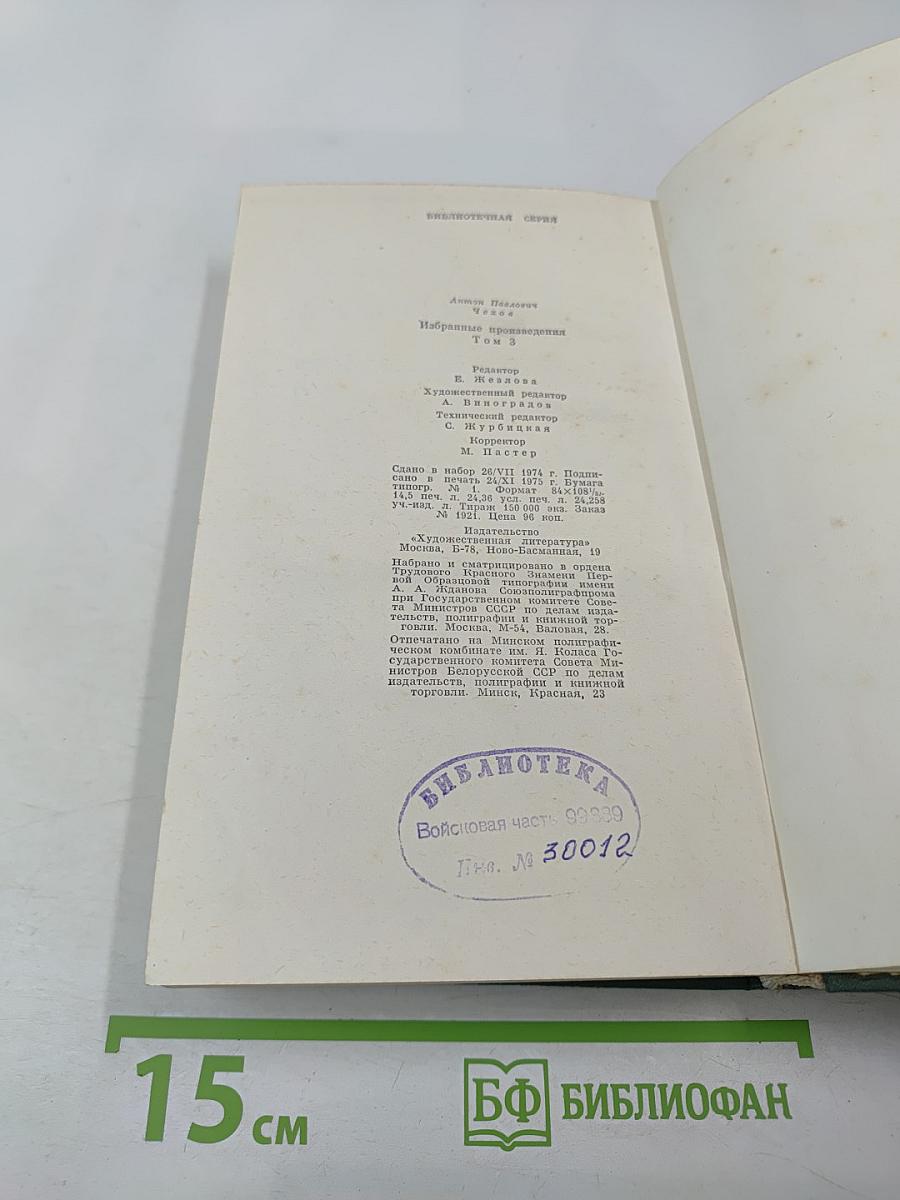 БИБЛИОТЕЧНАЯ СЕРИЯ
Антон Павлович
Чехов
Избранные произведения
Том 3
Редактор
Е. Жезлова
Художественный редактор
А. Виноградов
Технический редактор
С. Журбицкая
Корректор
М. Пастер
Сдано в набор 26/VII 1974 г. Подпи-
сано в печать 24/XI 1975 г. Бумага
типогр. № 1. Формат 84×108 1/32.
14,5 печ. л. 24,36 усл. печ. л. 24,258
уч.-изд. л. Тираж 150 000 экз. Заказ
№ 1921. Цена 96 коп.
Издательство
«Художественная литература»
Москва, Б-78, Ново-Басманная, 19
Набрано и сматрицировано в ордена
Трудового Красного Знамени Пер-
вой Образцовой типографии имени
А. А. Жданова Союзполиграфпрома
при Государственном комитете Сове-
та Министров СССР по делам изда-
тельств, полиграфии и книжной тор-
говли. Москва, М-54, Валовая, 28.
Отпечатано на Минском полиграфи-
ческом комбинате им. Я. Коласа Го-
сударственного комитета Совета Ми-
нистров Белорусской ССР по делам
издательств, полиграфии и книжной
торговли. Минск, Красная, 23
БИБЛИОТЕКА
Войсковая часть
Инв. № 30012
15 см
БФ БИБЛИОФАН